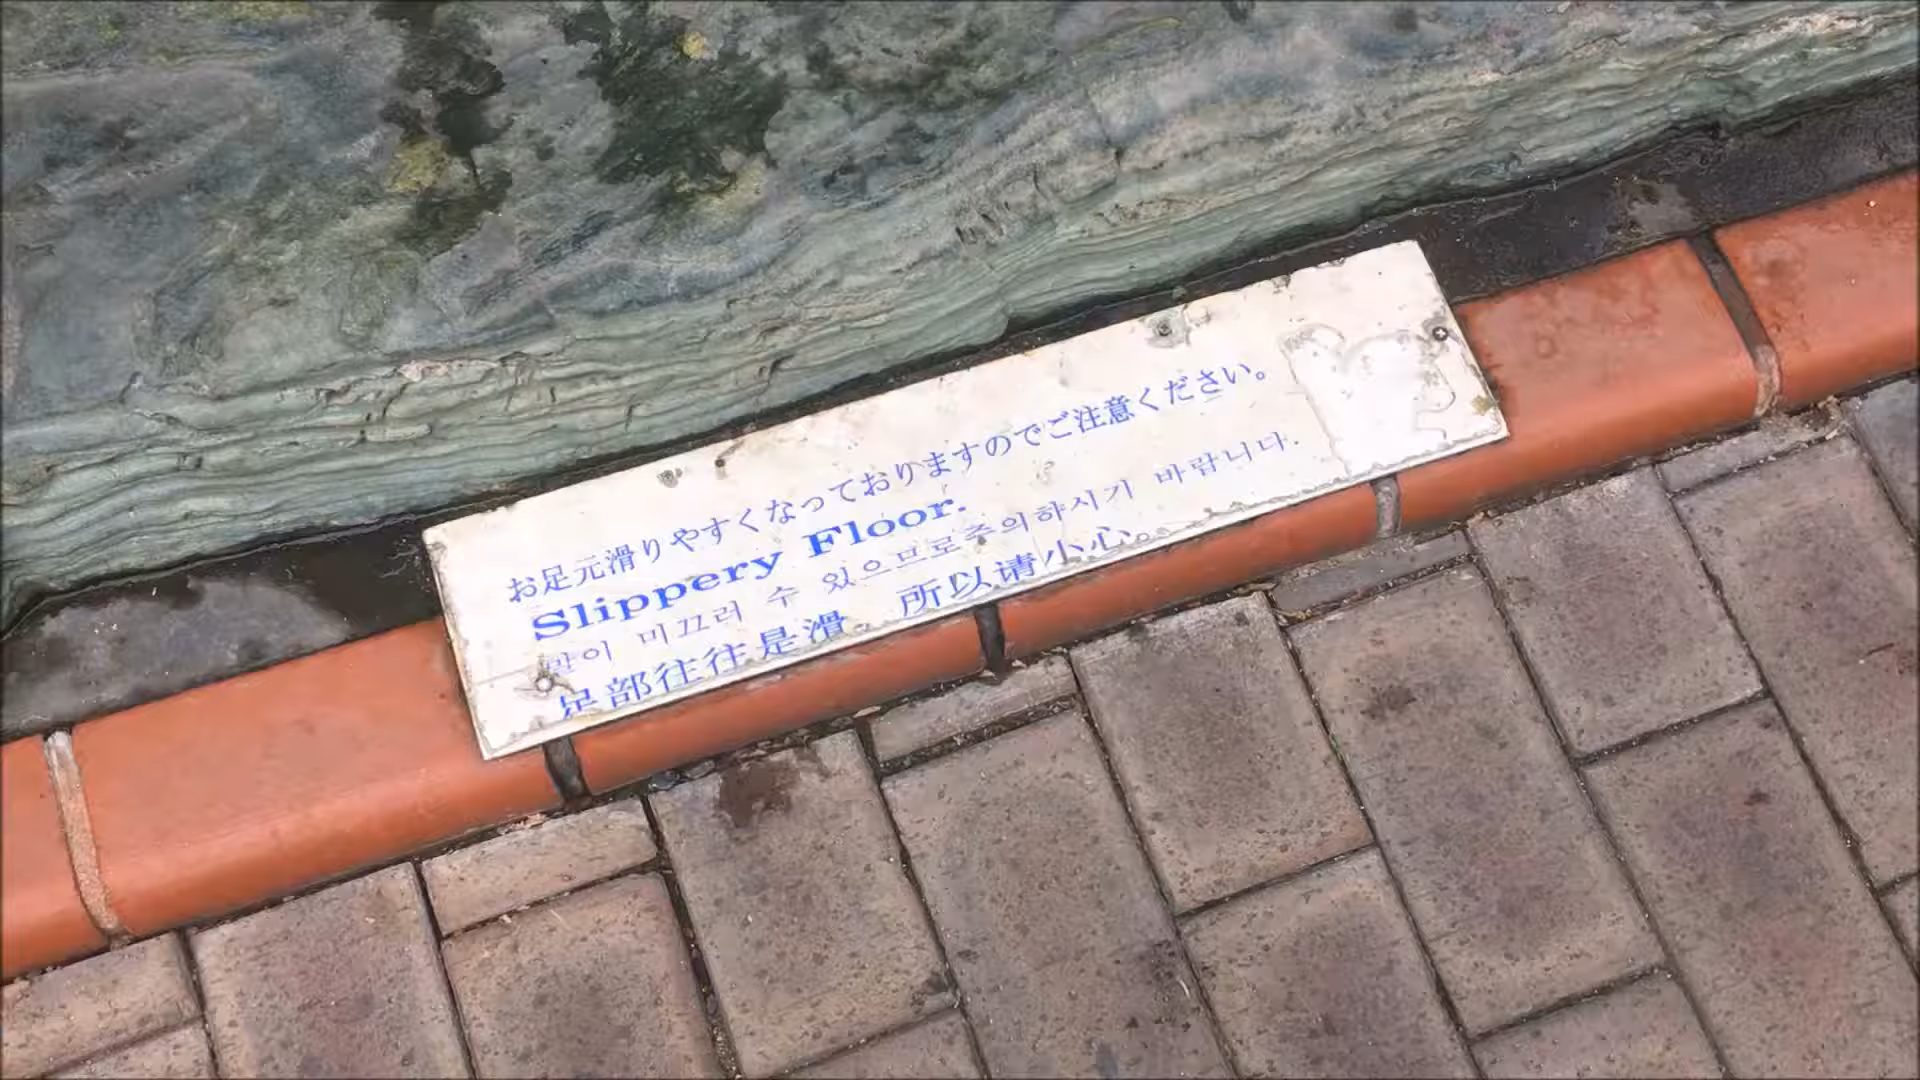 お足元滑りやすくなっておりますのでご注意ください。
Slippery Floor.
발이 미끄러 수 있으므로주의하시기 바랍니다.
足部往往是滑。所以请小心。